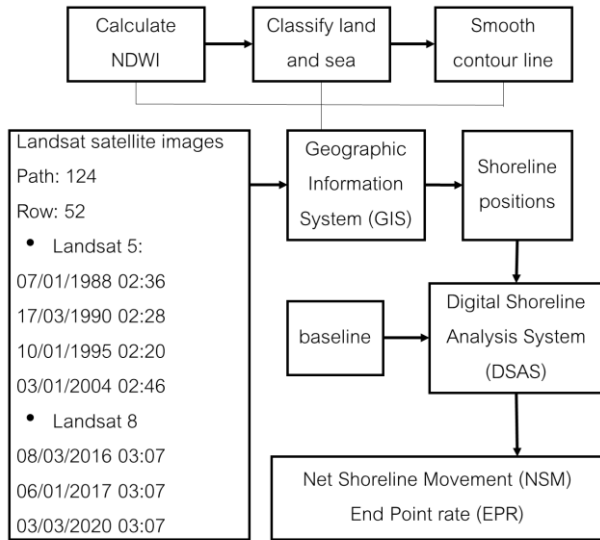 Calculate
NDWI
Classify land
and sea
Smooth
contour line
Landsat satellite images
Path: 124
Row: 52
• Landsat 5:
07/01/1988 02:36
17/03/1990 02:28
10/01/1995 02:20
03/01/2004 02:46
• Landsat 8
08/03/2016 03:07
06/01/2017 03:07
03/03/2020 03:07
Geographic
Information
System (GIS)
Shoreline
positions
baseline
Digital Shoreline
Analysis System
(DSAS)
Net Shoreline Movement (NSM)
End Point rate (EPR)